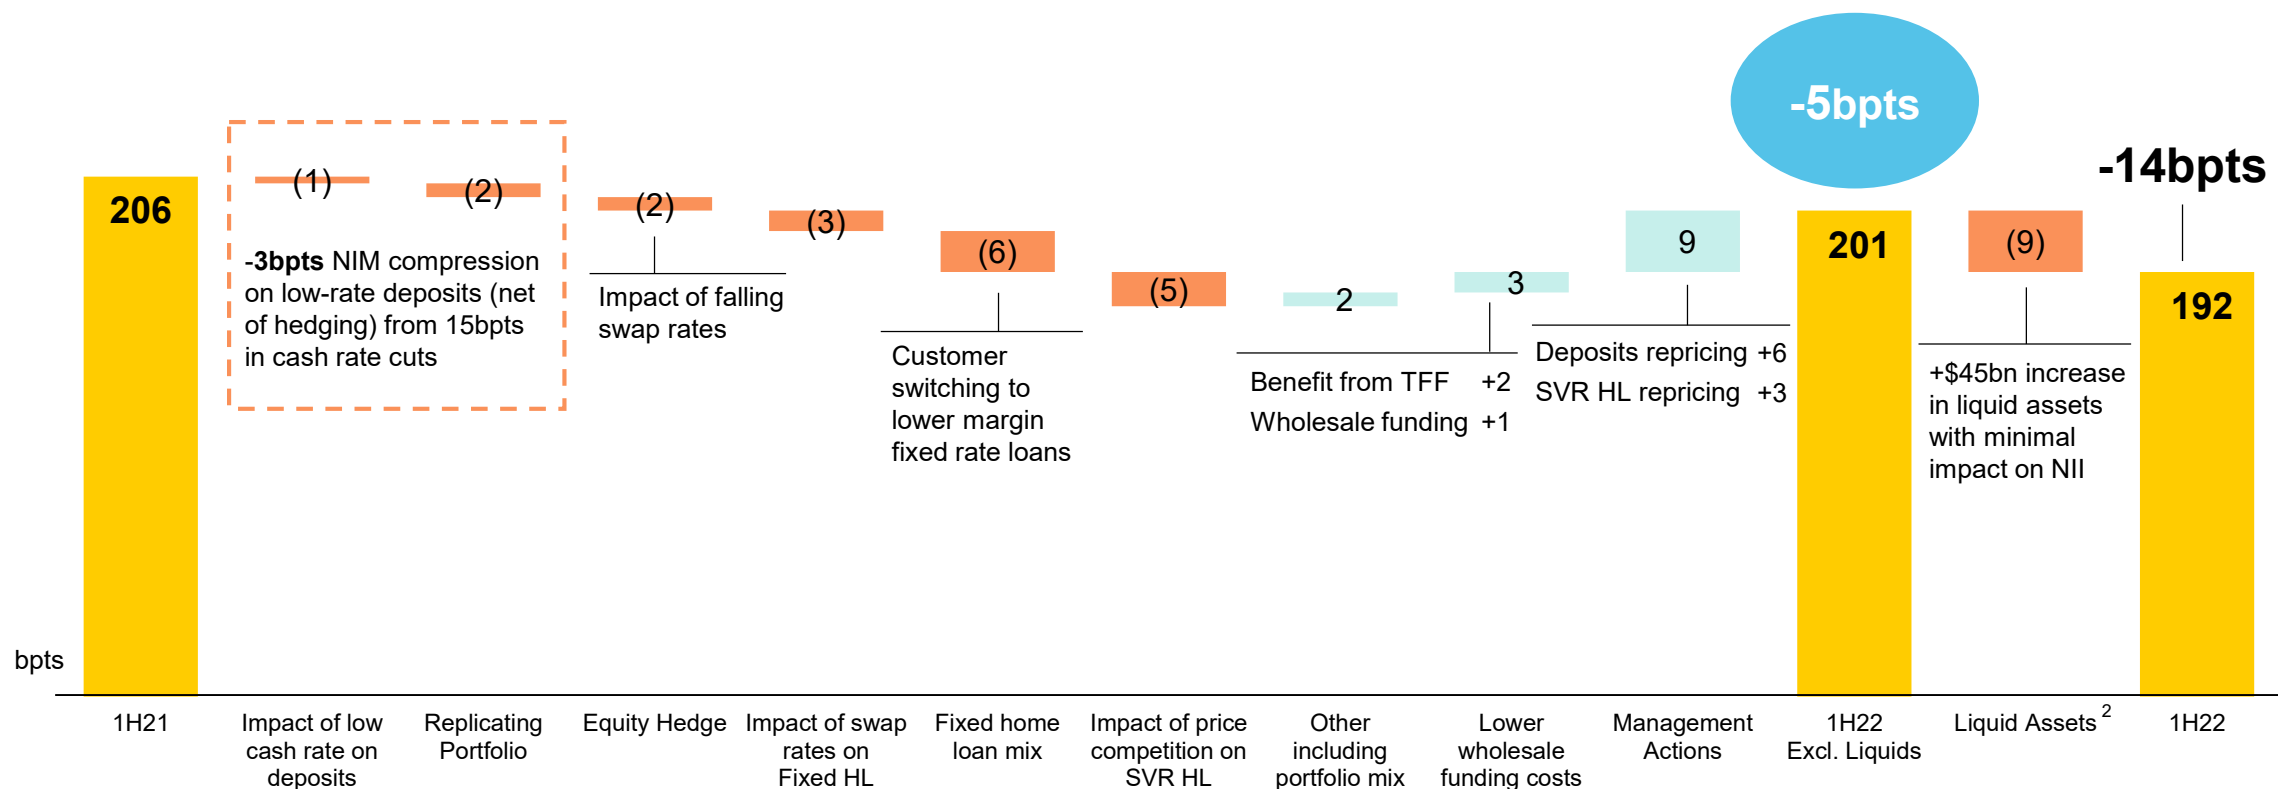 -5bpts
-14bpts
206
(1)
(2)
(2)
(3)
(6)
(5)
2
3
9
201
(9)
192
-3bpts NIM compression
on low-rate deposits (net
of hedging) from 15bpts
in cash rate cuts
Impact of falling
swap rates
Customer
switching to
lower margin
fixed rate loans
Benefit from TFF +2
Wholesale funding +1
Deposits repricing +6
SVR HL repricing +3
+$45bn increase
in liquid assets
with minimal
impact on NII
bpts
1H21
Impact of low
cash rate on
deposits
Replicating
Portfolio
Equity Hedge
Impact of swap
rates on
Fixed HL
Fixed home
loan mix
Impact of price
competition on
SVR HL
Other
including
portfolio mix
Lower
wholesale
funding costs
Management
Actions
1H22
Excl. Liquids
Liquid Assets 2
1H22